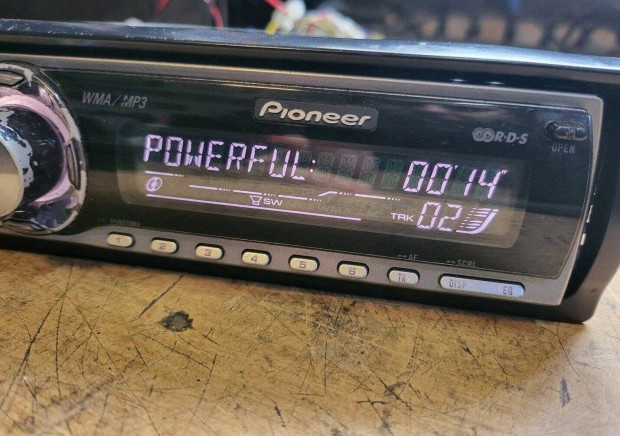 WMA/MP3
Pioneer
R·D·S
OPEN
POWERFUL: 00'14"
SW
TRK 02
1 2 3 4 5 6 TA DISP EQ
AF
SCRL